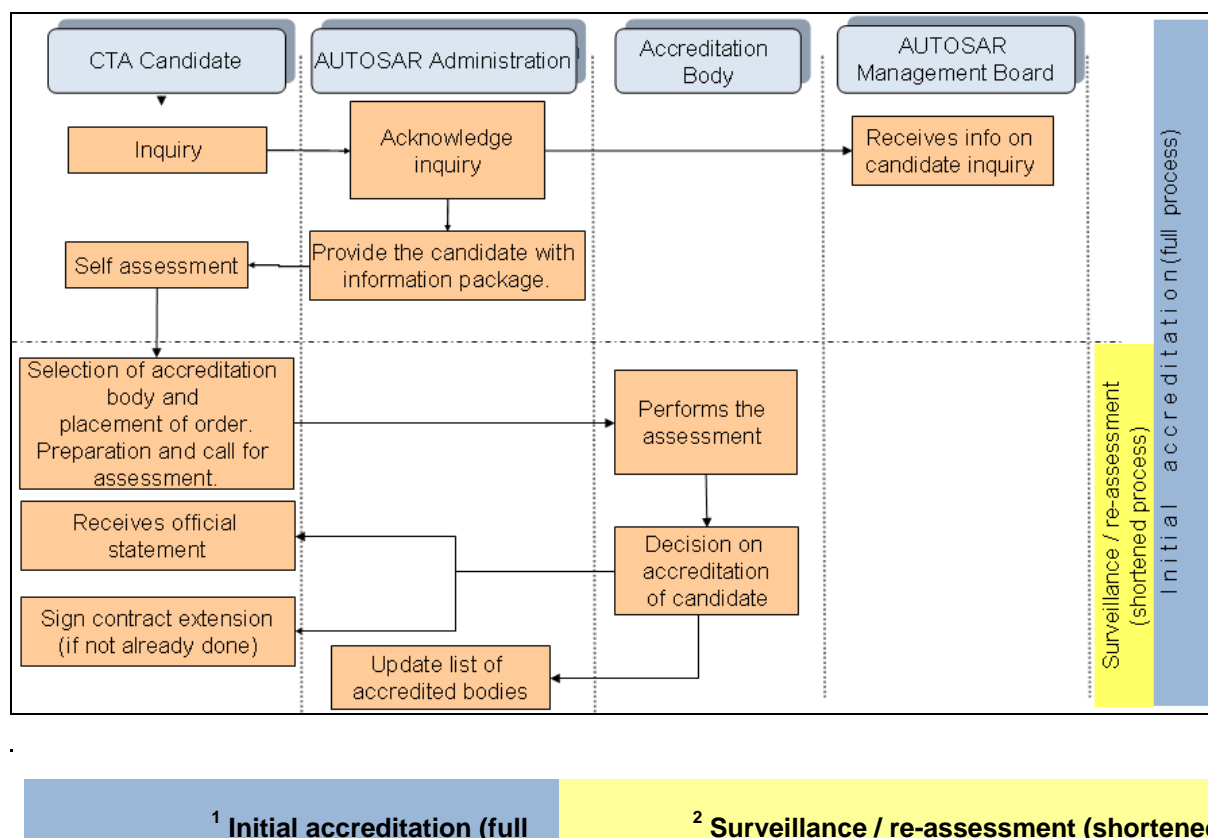 CTA Candidate
AUTOSAR Administration
Accreditation
Body
AUTOSAR
Management Board
Inquiry
Acknowledge
inquiry
Receives info on
candidate inquiry
Self assessment
Provide the candidate with
information package.
Selection of accreditation
body and
placement of order.
Preparation and call for
assessment.
Performs the
assessment
Receives official
statement
Decision on
accreditation
of candidate
Sign contract extension
(if not already done)
Update list of
accredited bodies
Surveillance / re-assessment
(shortened process)
Initial accreditation (full process)
.
1 Initial accreditation (full
2 Surveillance / re-assessment (shortened